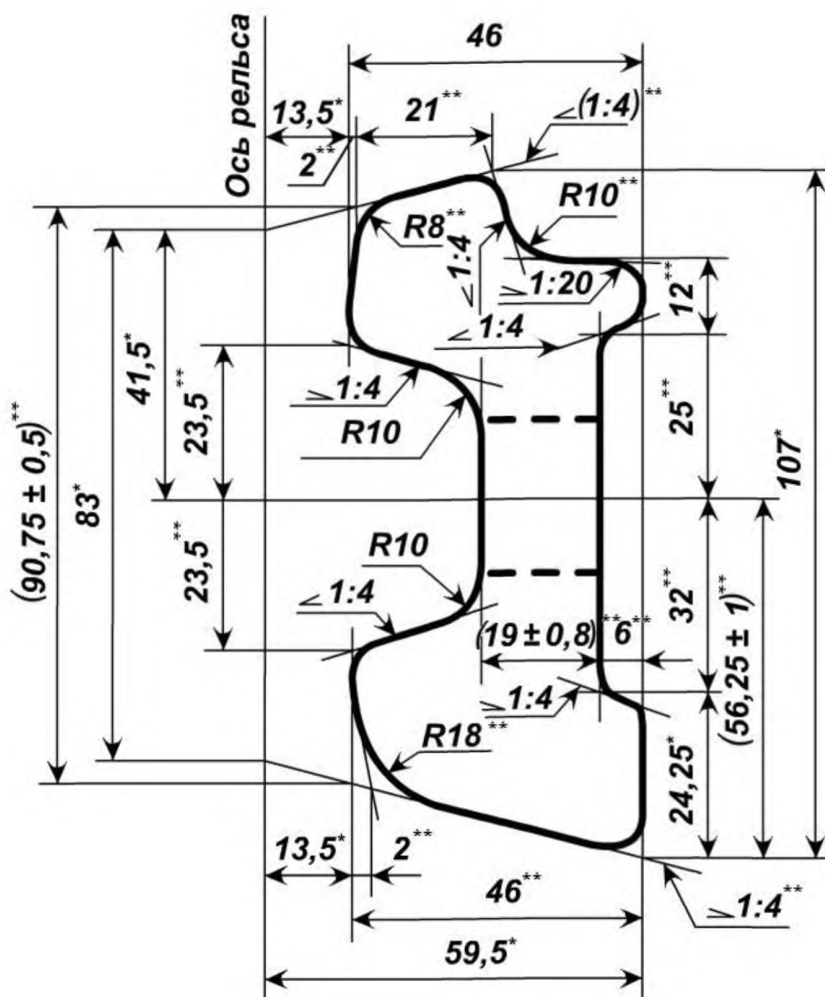 46
Ось рельса
13,5*
21**
∠(1:4)**
2**
R8**
R10**
∠1:4
∠1:20
12**
∠1:4
41,5*
23,5**
∠1:4
R10
25**
107*
(90,75 ± 0,5)**
83*
23,5**
R10
∠1:4
(19 ± 0,8)**
6**
32**
(56,25 ± 1)**
∠1:4
R18**
24,25*
13,5*
2**
46**
∠1:4**
59,5*